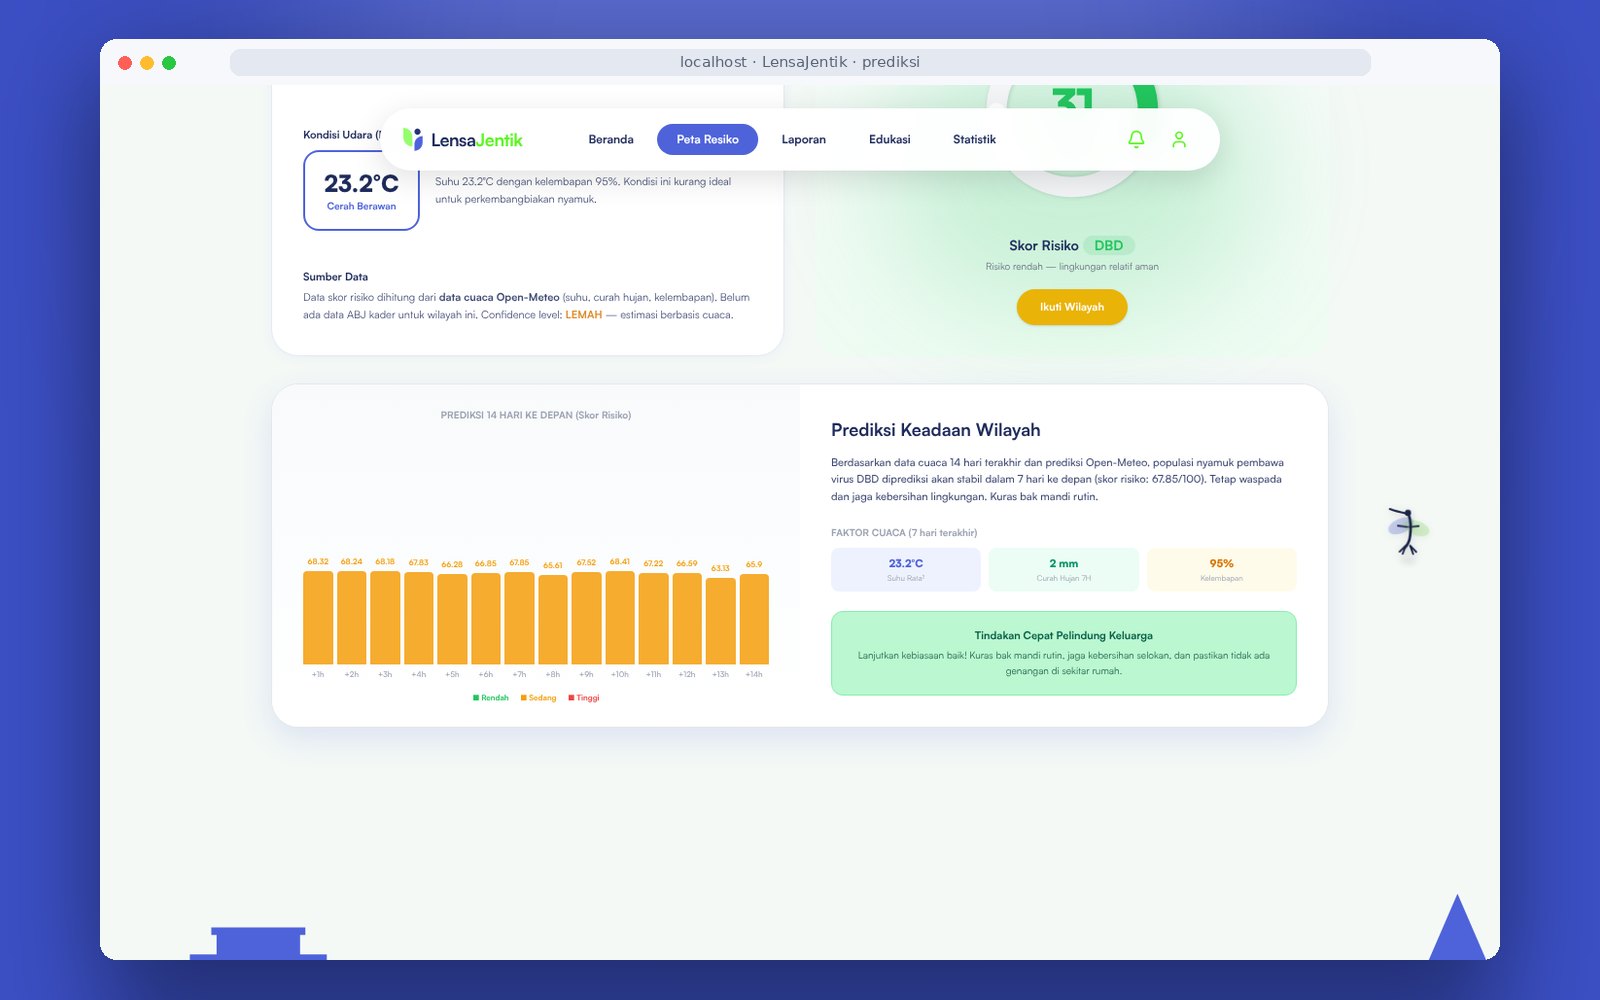 localhost · LensaJentik · prediksi
LensaJentik
Beranda
Peta Resiko
Laporan
Edukasi
Statistik
Kondisi Udara
23.2°C
Cerah Berawan
Suhu 23.2°C dengan kelembapan 95%. Kondisi ini kurang ideal
untuk perkembangbiakan nyamuk.
Sumber Data
Data skor risiko dihitung dari data cuaca Open-Meteo (suhu, curah hujan, kelembapan). Belum
ada data ABJ kader untuk wilayah ini. Confidence level: LEMAH — estimasi berbasis cuaca.
31
Skor Risiko DBD
Risiko rendah — lingkungan relatif aman
Ikuti Wilayah
PREDIKSI 14 HARI KE DEPAN (Skor Risiko)
68.32 68.24 68.18 67.83 66.28 66.85 67.85 65.61 67.52 68.41 67.22 66.59 63.13 65.9
+1h +2h +3h +4h +5h +6h +7h +8h +9h +10h +11h +12h +13h +14h
Rendah Sedang Tinggi
Prediksi Keadaan Wilayah
Berdasarkan data cuaca 14 hari terakhir dan prediksi Open-Meteo, populasi nyamuk pembawa
virus DBD diprediksi akan stabil dalam 7 hari ke depan (skor risiko: 67.85/100). Tetap waspada
dan jaga kebersihan lingkungan. Kuras bak mandi rutin.
FAKTOR CUACA (7 hari terakhir)
23.2°C
Suhu Rata²
2 mm
Curah Hujan 7H
95%
Kelembapan
Tindakan Cepat Pelindung Keluarga
Lanjutkan kebiasaan baik! Kuras bak mandi rutin, jaga kebersihan selokan, dan pastikan tidak ada
genangan di sekitar rumah.